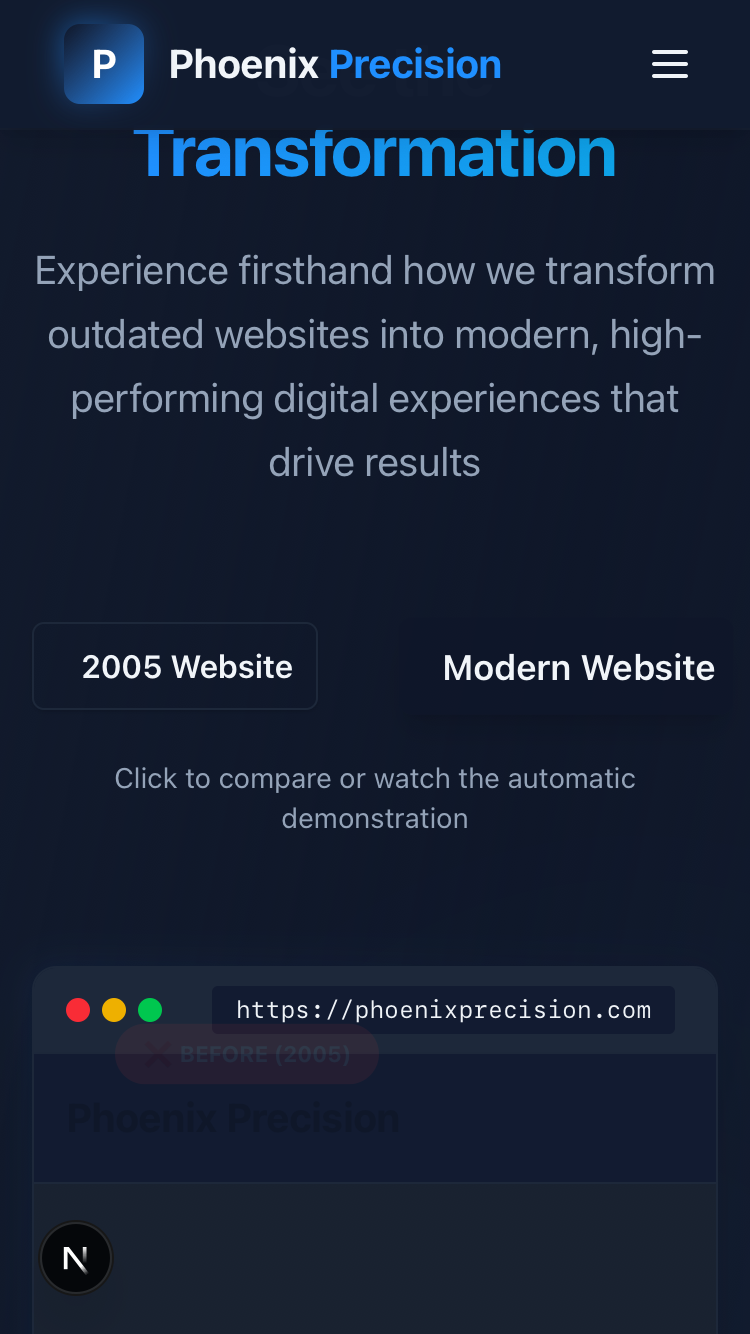 P
Phoenix Precision
Transformation
Experience firsthand how we transform
outdated websites into modern, high-
performing digital experiences that
drive results
2005 Website
Modern Website
Click to compare or watch the automatic
demonstration
https://phoenixprecision.com
❌ BEFORE (2005)
Phoenix Precision
N